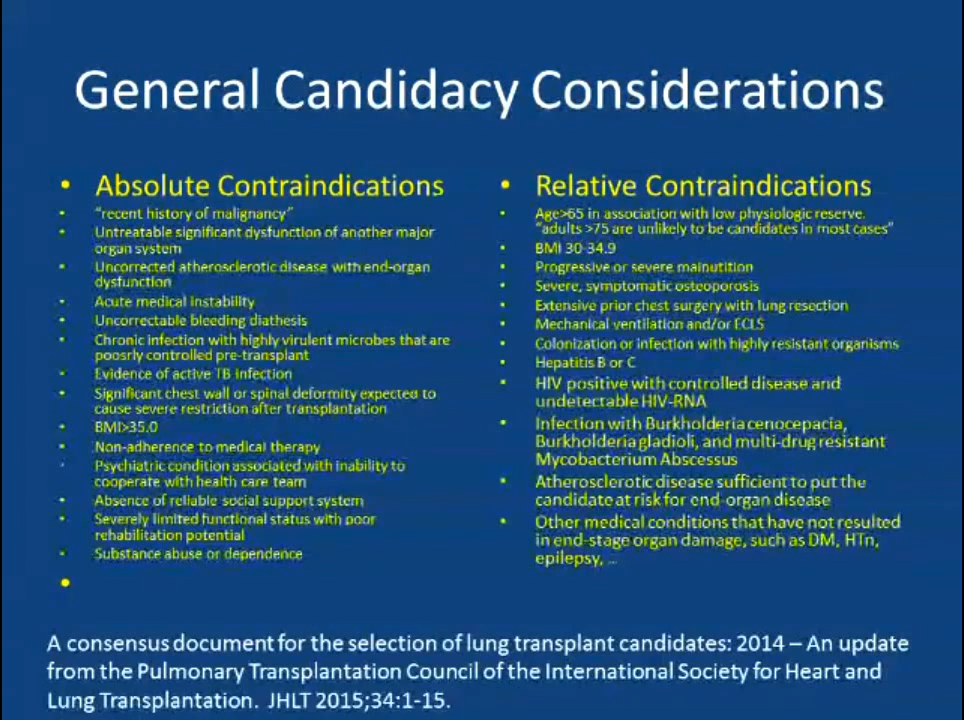 General Candidacy Considerations
• Absolute Contraindications
• "recent history of malignancy"
• Untreatable significant dysfunction of another major
organ system
• Uncorrected atherosclerotic disease with end-organ
dysfunction
• Acute medical instability
• Uncorrectable bleeding diathesis
• Chronic infection with highly virulent microbes that are
poosrly controlled pre-transplant
• Evidence of active TB infection
• Significant chest wall or spinal deformity expected to
cause severe restriction after transplantation
• BMI>35.0
• Non-adherence to medical therapy
• Psychiatric condition associated with inability to
cooperate with health care team
• Absence of reliable social support system
• Severely limited functional status with poor
rehabilitation potential
• Substance abuse or dependence
•
• Relative Contraindications
• Age>65 in association with low physiologic reserve.
"adults >75 are unlikely to be candidates in most cases"
• BMI 30-34.9
• Progressive or severe malnutition
• Severe, symptomatic osteoporosis
• Extensive prior chest surgery with lung resection
• Mechanical ventilation and/or ECLS
• Colonization or infection with highly resistant organisms
• Hepatitis B or C
• HIV positive with controlled disease and
undetectable HIV-RNA
• Infection with Burkholderia cenocepacia,
Burkholderia gladioli, and multi-drug resistant
Mycobacterium Abscessus
• Atherosclerotic disease sufficient to put the
candidate at risk for end-organ disease
• Other medical conditions that have not resulted
in end-stage organ damage, such as DM, HTn,
epilepsy, ...
A consensus document for the selection of lung transplant candidates: 2014 – An update
from the Pulmonary Transplantation Council of the International Society for Heart and
Lung Transplantation. JHLT 2015;34:1-15.